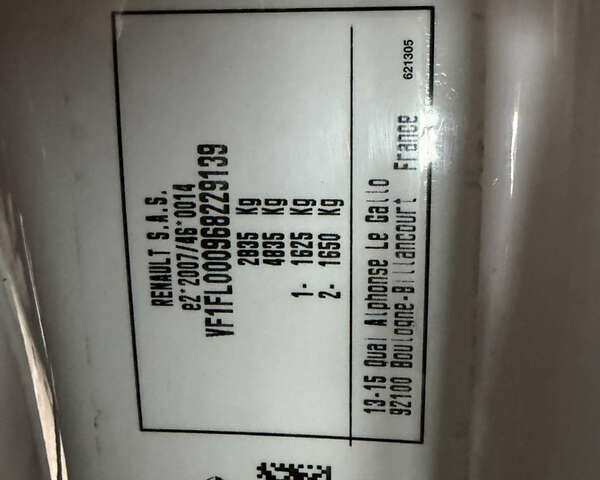 RENAULT S.A.S.
e2*2007/46*0014
VF1FL000968229139
2835 Kg
4835 Kg
1- 1625 Kg
2- 1650 Kg
13-15 Quai Alphonse Le Gallo
92100 Boulogne-Billancourt France
621305